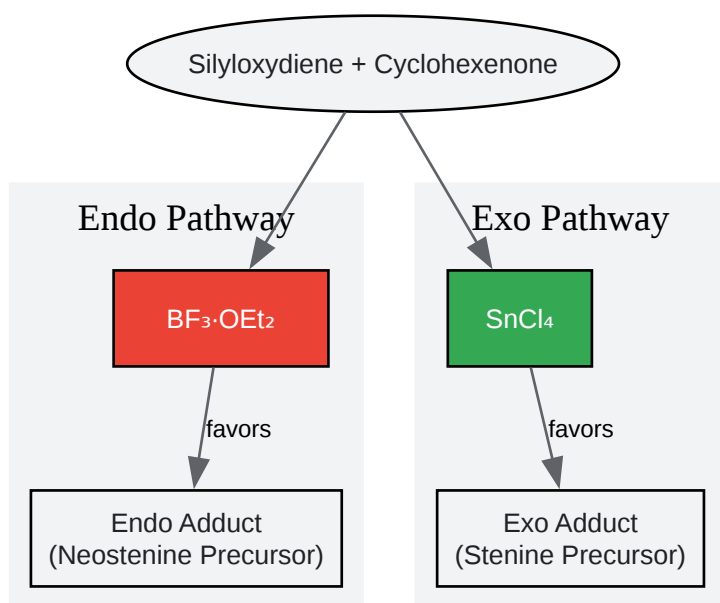 Silyloxydiene + Cyclohexenone
Endo Pathway
Exo Pathway
BF₃·OEt₂
SnCl₄
favors
favors
Endo Adduct
(Neostenine Precursor)
Exo Adduct
(Stenine Precursor)